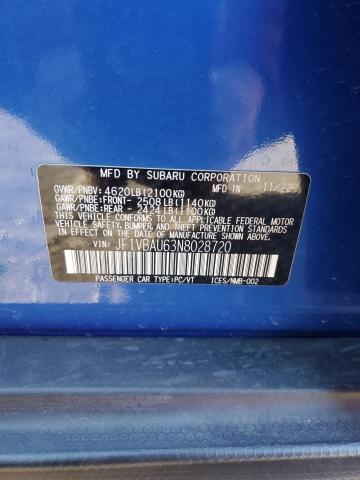 MFD. BY SUBARU CORPORATION
GVWR/PNBV: 4620LB(2100KG) DATE IN 11/22
GAWR/PNBE:FRONT- 2508LB(1140KG)
GAWR/PNBE:REAR - 2424LB(1100KG)
THIS VEHICLE CONFORMS TO ALL APPLICABLE FEDERAL MOTOR
VEHICLE SAFETY, BUMPER, AND THEFT PREVENTION STANDARDS
IN EFFECT ON THE DATE OF MANUFACTURE SHOWN ABOVE.
VIN: JF1VBAU63N8028720
PASSENGER CAR TYPE:PC/VT ICES/NMB-002